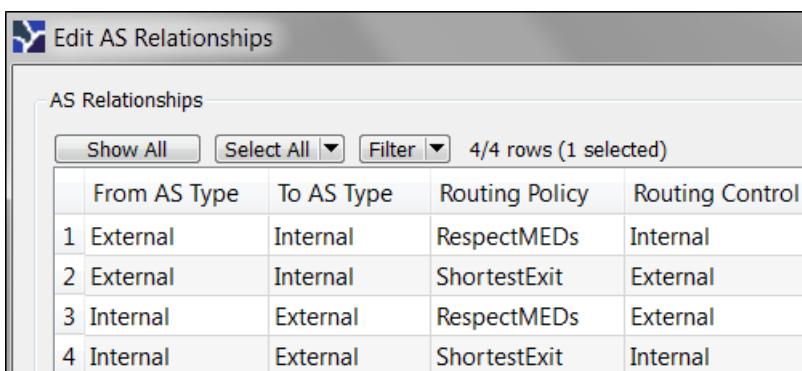 Edit AS Relationships
AS Relationships
Show All Select All Filter 4/4 rows (1 selected)
From AS Type To AS Type Routing Policy Routing Control
1 External Internal RespectMEDs Internal
2 External Internal ShortestExit External
3 Internal External RespectMEDs External
4 Internal External ShortestExit Internal